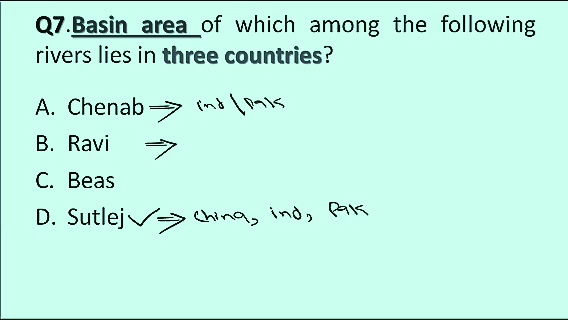 Q7.Basin area of which among the following
rivers lies in three countries?
A. Chenab ⇒ ind/Pak
B. Ravi ⇒
C. Beas
D. Sutlej ✓⇒ China, ind, Pak